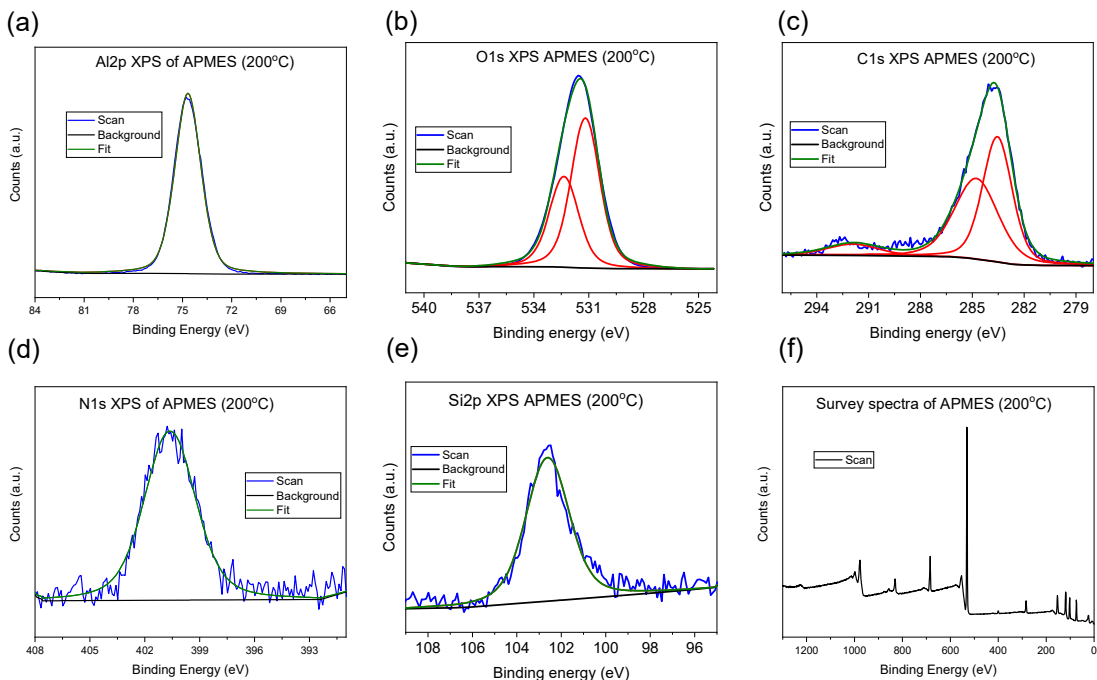 (a)
Al2p XPS of APMES (200°C)
Scan
Background
Fit
Counts (a.u.)
84 81 78 75 72 69 66
Binding Energy (eV)
(b)
O1s XPS APMES (200°C)
Scan
Background
Fit
Counts (a.u.)
540 537 534 531 528 525
Binding energy (eV)
(c)
C1s XPS APMES (200°C)
Scan
Background
Fit
Counts (a.u.)
294 291 288 285 282 279
Binding Energy (eV)
(d)
N1s XPS of APMES (200°C)
Scan
Background
Fit
Counts (a.u.)
408 405 402 399 396 393
Binding Energy (eV)
(e)
Si2p XPS APMES (200°C)
Scan
Background
Fit
Counts (a.u.)
108 106 104 102 100 98 96
Binding Energy (eV)
(f)
Survey spectra of APMES (200°C)
Scan
Counts (a.u.)
1200 1000 800 600 400 200 0
Binding Energy (eV)